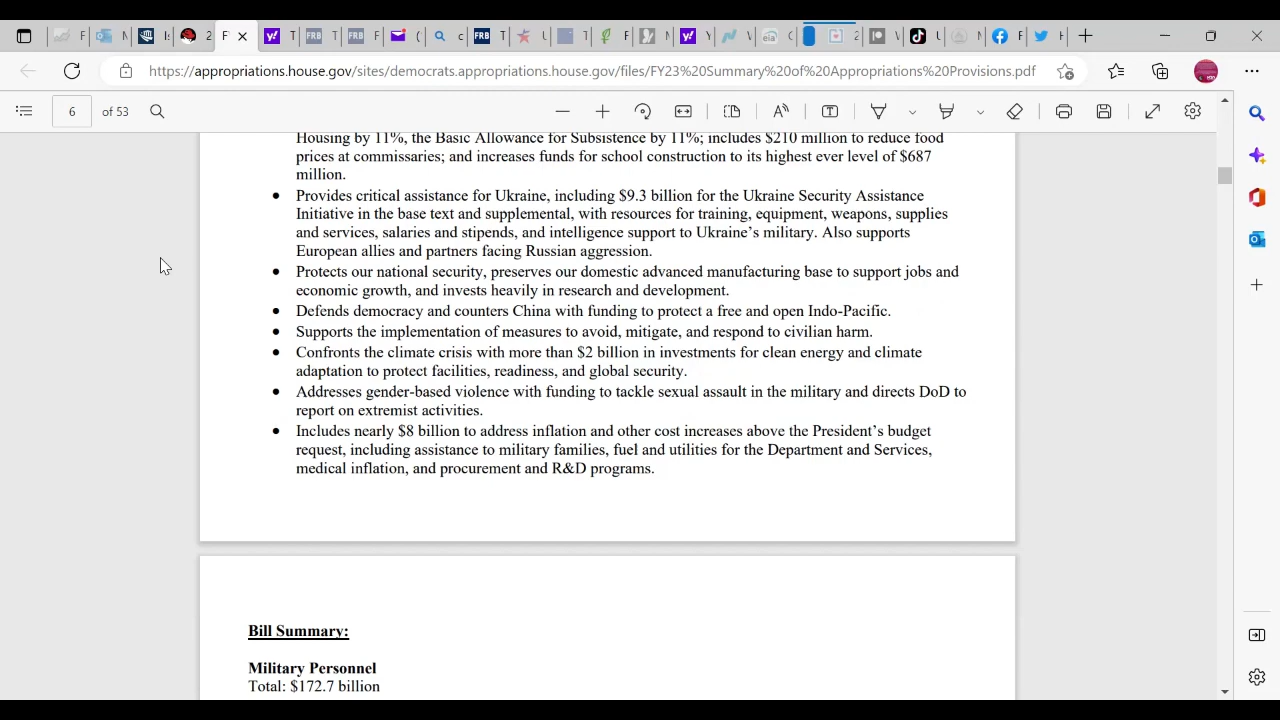 F
N
Is
2
F
T
T
F
(
c
T
U
T
F
N
Y
V
C
2
V
U
N
F
H
https://appropriations.house.gov/sites/democrats.appropriations.house.gov/files/FY23%20Summary%20of%20Appropriations%20Provisions.pdf
6 of 53
Housing by 11%, the Basic Allowance for Subsistence by 11%; includes $210 million to reduce food
prices at commissaries; and increases funds for school construction to its highest ever level of $687
million.
• Provides critical assistance for Ukraine, including $9.3 billion for the Ukraine Security Assistance
Initiative in the base text and supplemental, with resources for training, equipment, weapons, supplies
and services, salaries and stipends, and intelligence support to Ukraine’s military. Also supports
European allies and partners facing Russian aggression.
• Protects our national security, preserves our domestic advanced manufacturing base to support jobs and
economic growth, and invests heavily in research and development.
• Defends democracy and counters China with funding to protect a free and open Indo-Pacific.
• Supports the implementation of measures to avoid, mitigate, and respond to civilian harm.
• Confronts the climate crisis with more than $2 billion in investments for clean energy and climate
adaptation to protect facilities, readiness, and global security.
• Addresses gender-based violence with funding to tackle sexual assault in the military and directs DoD to
report on extremist activities.
• Includes nearly $8 billion to address inflation and other cost increases above the President’s budget
request, including assistance to military families, fuel and utilities for the Department and Services,
medical inflation, and procurement and R&D programs.
Bill Summary:
Military Personnel
Total: $172.7 billion